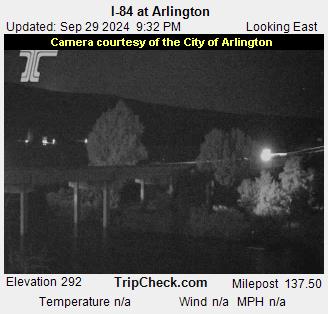 I-84 at Arlington
Updated: Sep 29 2024 9:32 PM Looking East
Camera courtesy of the City of Arlington
Elevation 292 TripCheck.com Milepost 137.50
Temperature n/a Wind n/a MPH n/a